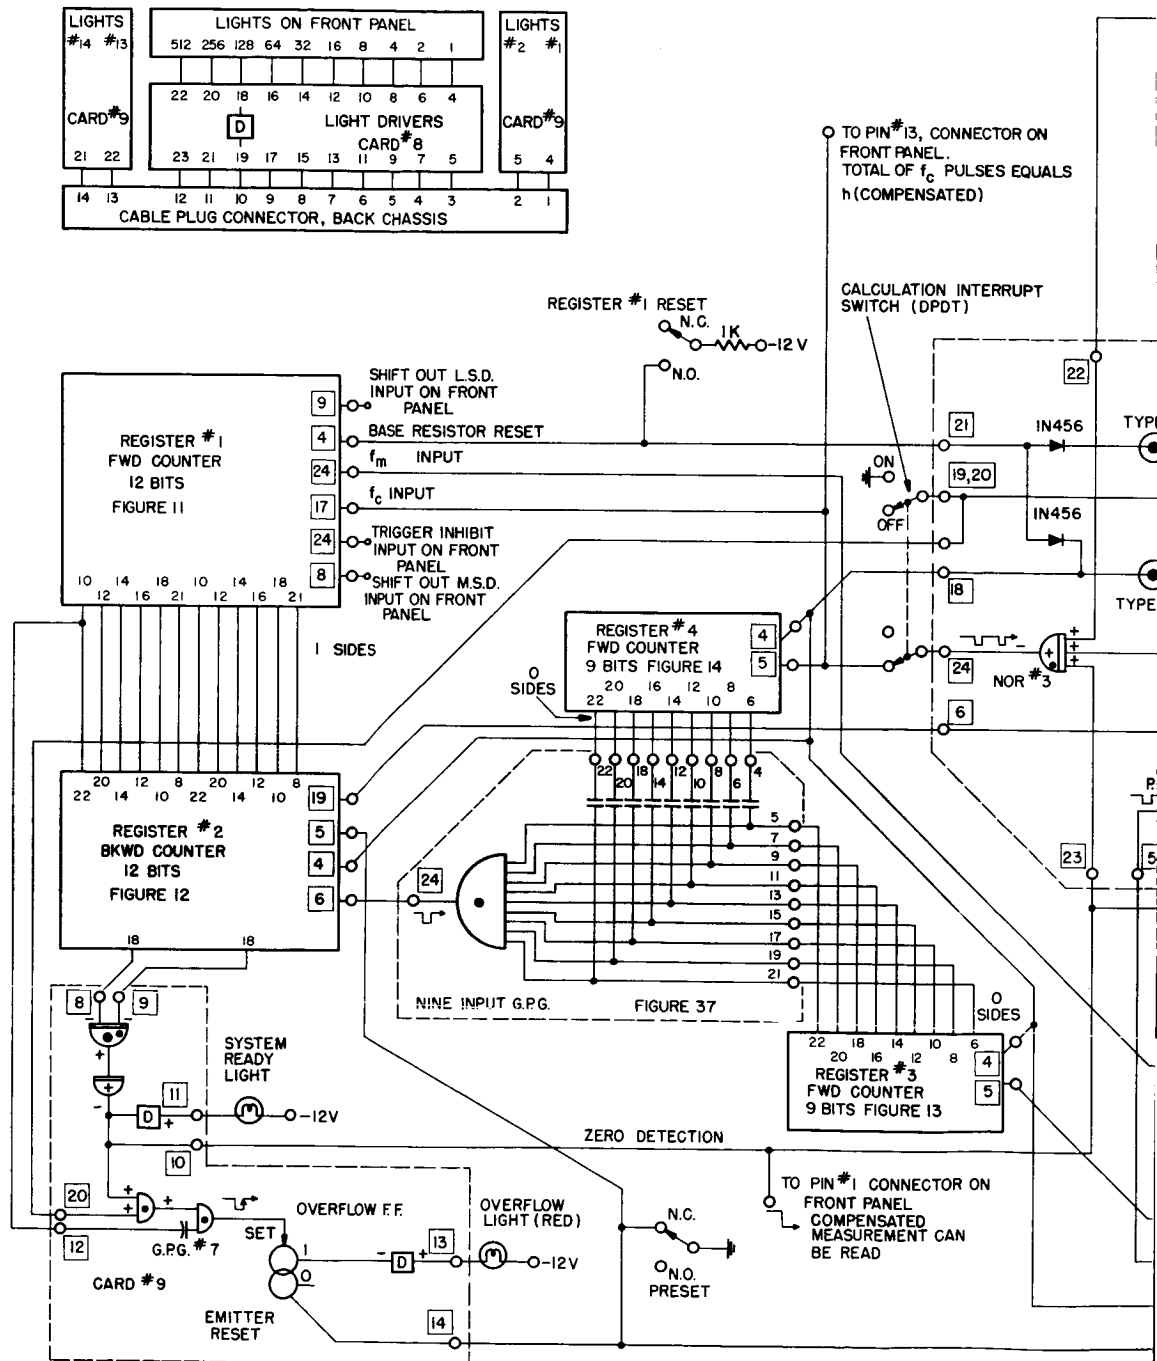 LIGHTS
#14 #13
CARD #9
21 22
LIGHTS ON FRONT PANEL
512 256 128 64 32 16 8 4 2 1
22 20 18 16 14 12 10 8 6 4
D
LIGHT DRIVERS
CARD #8
23 21 19 17 15 13 11 9 7 5
LIGHTS
#2 #1
CARD #9
5 4
14 13 12 11 10 9 8 7 6 5 4 3 2 1
CABLE PLUG CONNECTOR, BACK CHASSIS
TO PIN #13, CONNECTOR ON
FRONT PANEL.
TOTAL OF fc PULSES EQUALS
h (COMPENSATED)
CALCULATION INTERRUPT
SWITCH (DPDT)
REGISTER #1 RESET
N.C.
1K
-12 V
N.O.
22
REGISTER #1
FWD COUNTER
12 BITS
FIGURE 11
9
SHIFT OUT L.S.D.
INPUT ON FRONT
PANEL
4
BASE RESISTOR RESET
24
fm INPUT
17
fc INPUT
24
TRIGGER INHIBIT
INPUT ON FRONT
PANEL
8
SHIFT OUT M.S.D.
INPUT ON FRONT
PANEL
10 14 18 10 14 18
12 16 21 12 16 21
1 SIDES
21
IN456
TYPE
ON
19,20
OFF
IN456
18
TYPE
24
NOR #3
6
REGISTER #4
FWD COUNTER
9 BITS FIGURE 14
4
5
0
SIDES
20 16 12 8
22 18 14 10 6
22 18 12 8 4
20 14 10 6
20 12 8 20 12 8
22 14 10 22 14 10
REGISTER #2
BKWD COUNTER
12 BITS
FIGURE 12
19
5
4
6
18 18
24
5
7
9
11
13
15
17
19
21
NINE INPUT G.P.G. FIGURE 37
P.
23
5
0
SIDES
22 18 14 10 6
20 16 12 8
REGISTER #3
FWD COUNTER
9 BITS FIGURE 13
4
5
8 9
SYSTEM
READY
LIGHT
D
11
-12V
10
ZERO DETECTION
20
12
G.P.G. #7
SET
OVERFLOW F.F.
1
0
D
13
OVERFLOW
LIGHT (RED)
-12V
CARD #9
EMITTER
RESET
14
N.C.
N.O.
PRESET
TO PIN #1 CONNECTOR ON
FRONT PANEL
COMPENSATED
MEASUREMENT CAN
BE READ